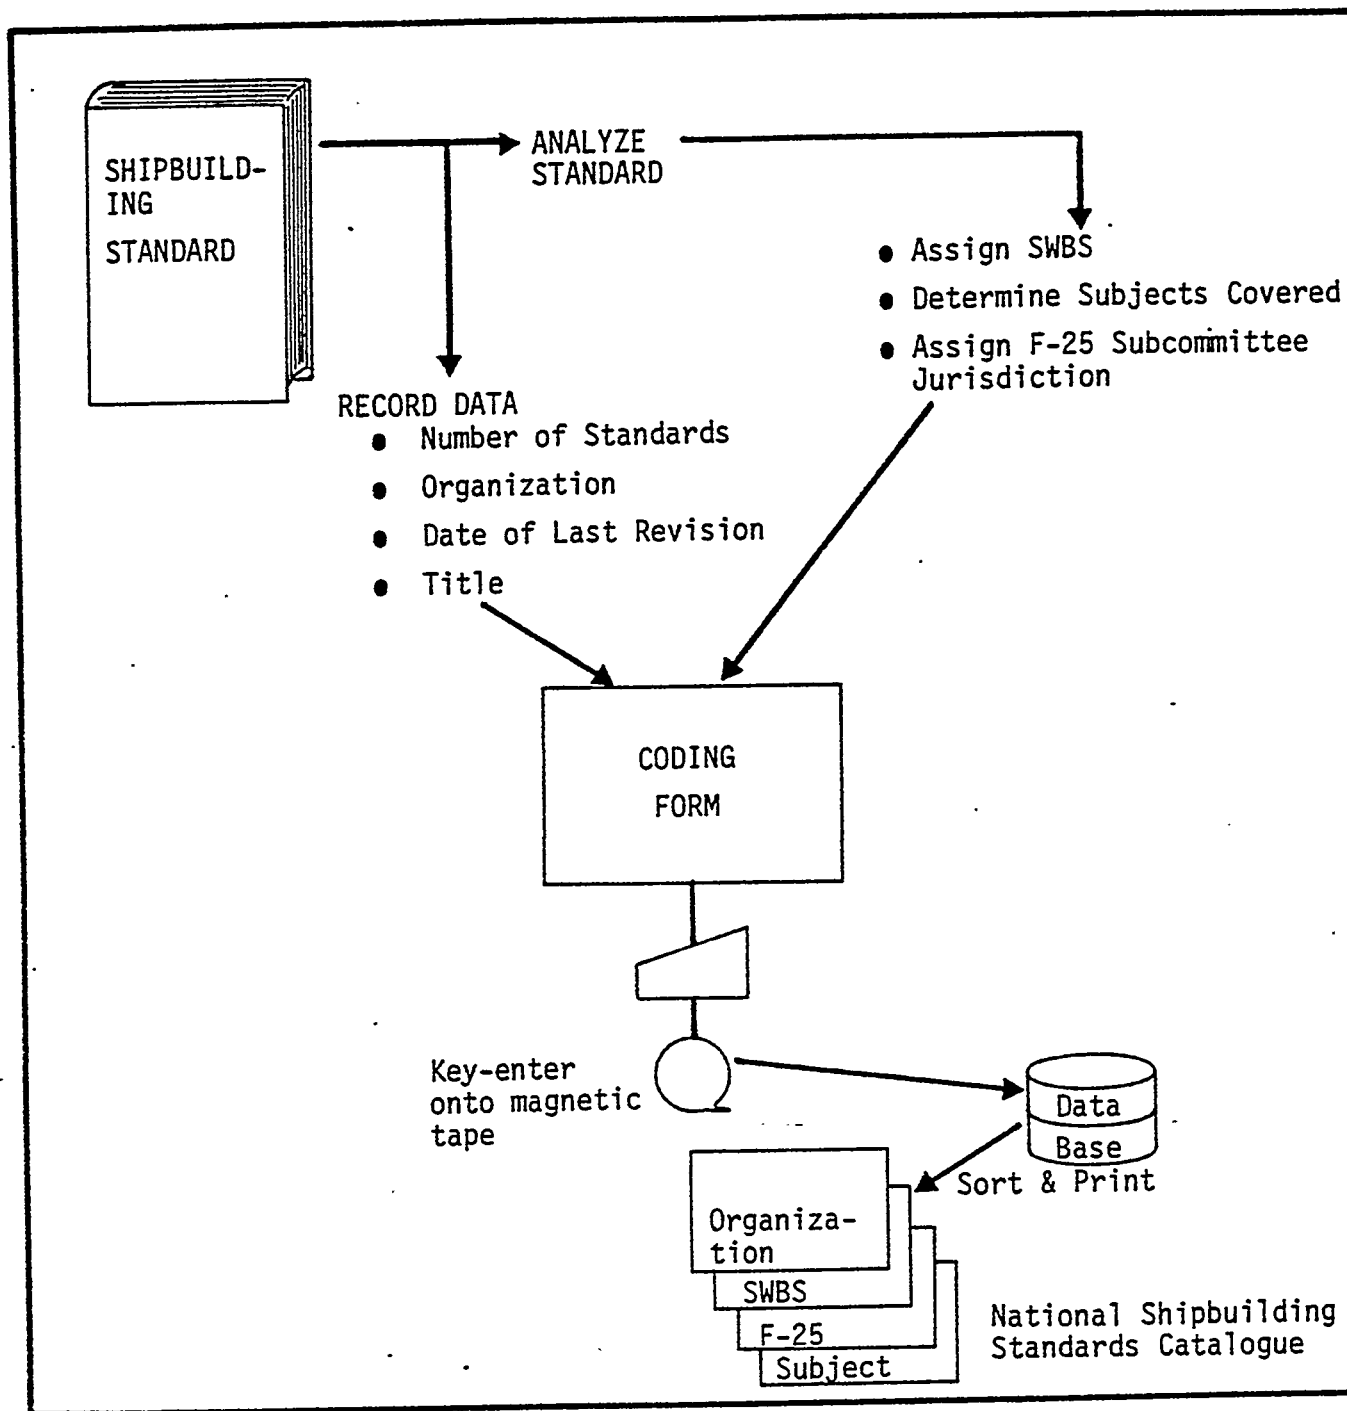 SHIPBUILD-
ING
STANDARD
ANALYZE
STANDARD
● Assign SWBS
● Determine Subjects Covered
● Assign F-25 Subcommittee
Jurisdiction
RECORD DATA
● Number of Standards
● Organization
● Date of Last Revision
● Title
CODING
FORM
Key-enter
onto magnetic
tape
Data
Base
Sort & Print
Organiza-
tion
SWBS
F-25
Subject
National Shipbuilding
Standards Catalogue